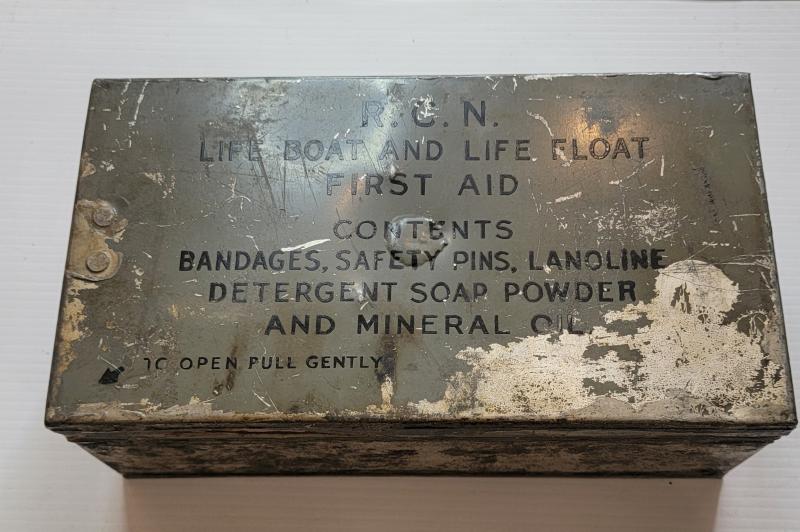 R.C.N.
LIFE BOAT AND LIFE FLOAT
FIRST AID
CONTENTS
BANDAGES, SAFETY PINS, LANOLINE
DETERGENT SOAP POWDER
AND MINERAL OIL.
TO OPEN PULL GENTLY